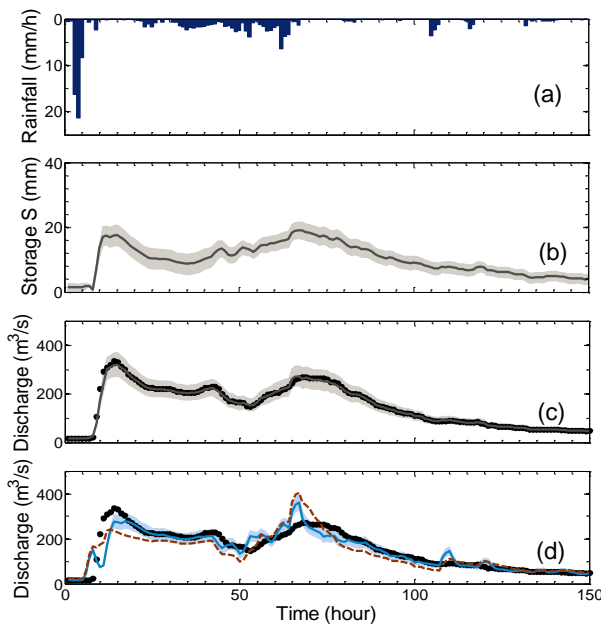 0
10
20
Rainfall (mm/h)
(a)
40
20
0
Storage S (mm)
(b)
400
200
0
Discharge (m³/s)
(c)
400
200
0
Discharge (m³/s)
(d)
0 50 100 150
Time (hour)